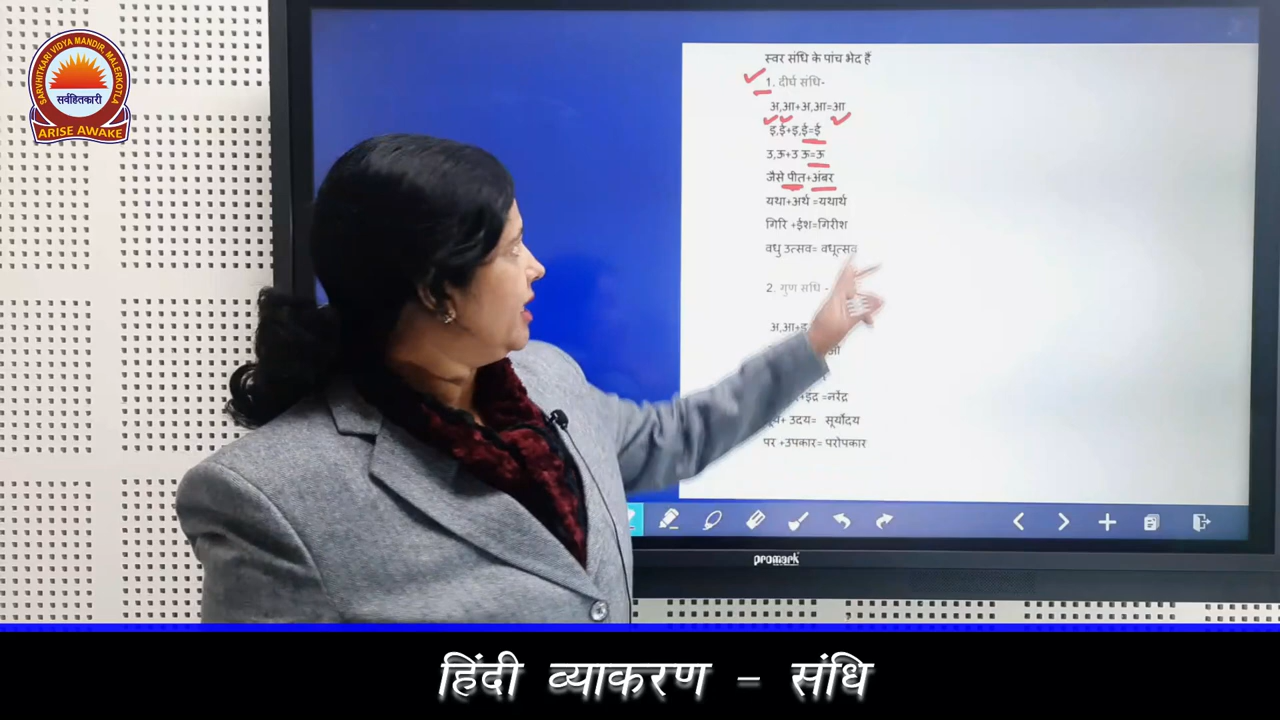 SARVHITKARI VIDYA MANDIR, MALERKOTLA
सर्वहितकारी
ARISE AWAKE
स्वर संधि के पांच भेद हैं
1. दीर्घ संधि-
अ,आ+अ,आ=आ
इ,ई+इ,ई=ई
उ,ऊ+उ ऊ=ऊ
जैसे पीत+अंबर
यथा+अर्थ =यथार्थ
गिरि +ईश=गिरीश
वधु उत्सव= वधूत्सव
2. गुण संधि -
अ,आ+इ
+इंद्र =नरेंद्र
उदय= सूर्योदय
पर +उपकार= परोपकार
promark
हिंदी व्याकरण - संधि